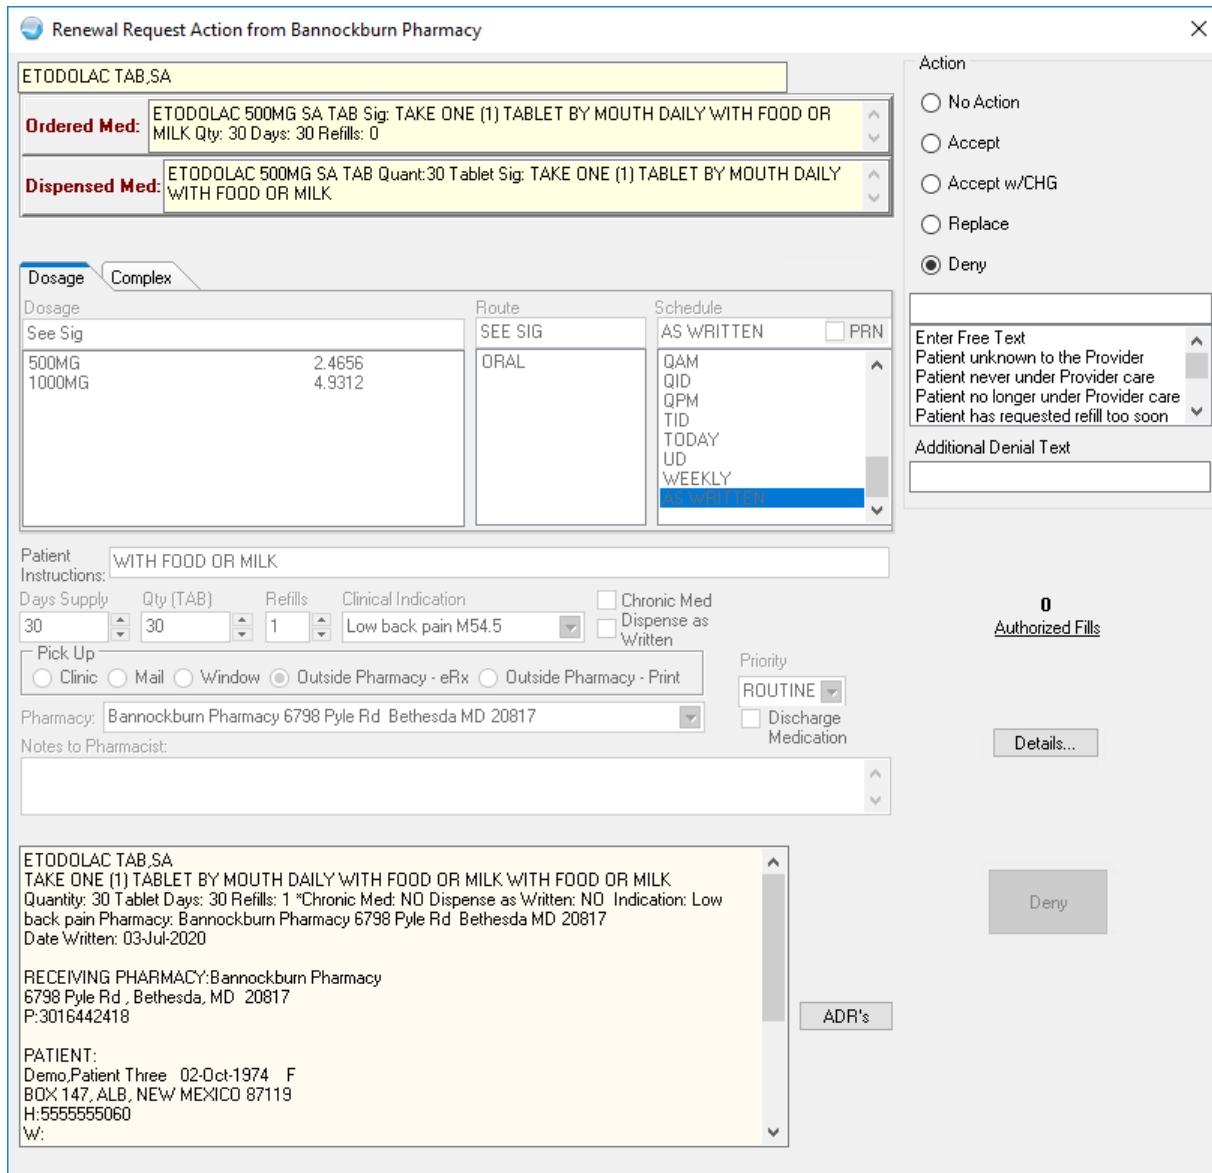 Renewal Request Action from Bannockburn Pharmacy
ETODOLAC TAB,SA
Ordered Med:
ETODOLAC 500MG SA TAB Sig: TAKE ONE (1) TABLET BY MOUTH DAILY WITH FOOD OR
MILK Qty: 30 Days: 30 Refills: 0
Dispensed Med:
ETODOLAC 500MG SA TAB Quant:30 Tablet Sig: TAKE ONE (1) TABLET BY MOUTH DAILY
WITH FOOD OR MILK
Action
No Action
Accept
Accept w/CHG
Replace
Deny
Enter Free Text
Patient unknown to the Provider
Patient never under Provider care
Patient no longer under Provider care
Patient has requested refill too soon
Additional Denial Text
Dosage Complex
Dosage
See Sig
500MG 2.4656
1000MG 4.9312
Route
SEE SIG
ORAL
Schedule
AS WRITTEN PRN
QAM
QID
QPM
TID
TODAY
UD
WEEKLY
AS WRITTEN
Patient
Instructions:
WITH FOOD OR MILK
Days Supply Qty (TAB) Refills Clinical Indication
30 30 1 Low back pain M54.5
Chronic Med
Dispense as
Written
0
Authorized Fills
Pick Up
Clinic Mail Window Outside Pharmacy - eRx Outside Pharmacy - Print
Priority
ROUTINE
Pharmacy: Bannockburn Pharmacy 6798 Pyle Rd Bethesda MD 20817
Discharge
Medication
Details...
Notes to Pharmacist:
ETODOLAC TAB,SA
TAKE ONE (1) TABLET BY MOUTH DAILY WITH FOOD OR MILK WITH FOOD OR MILK
Quantity: 30 Tablet Days: 30 Refills: 1 *Chronic Med: NO Dispense as Written: NO Indication: Low
back pain Pharmacy: Bannockburn Pharmacy 6798 Pyle Rd Bethesda MD 20817
Date Written: 03-Jul-2020
RECEIVING PHARMACY:Bannockburn Pharmacy
6798 Pyle Rd , Bethesda, MD 20817
P:3016442418
PATIENT:
Demo,Patient Three 02-Oct-1974 F
BOX 147, ALB, NEW MEXICO 87119
H:5555555060
W:
Deny
ADR's